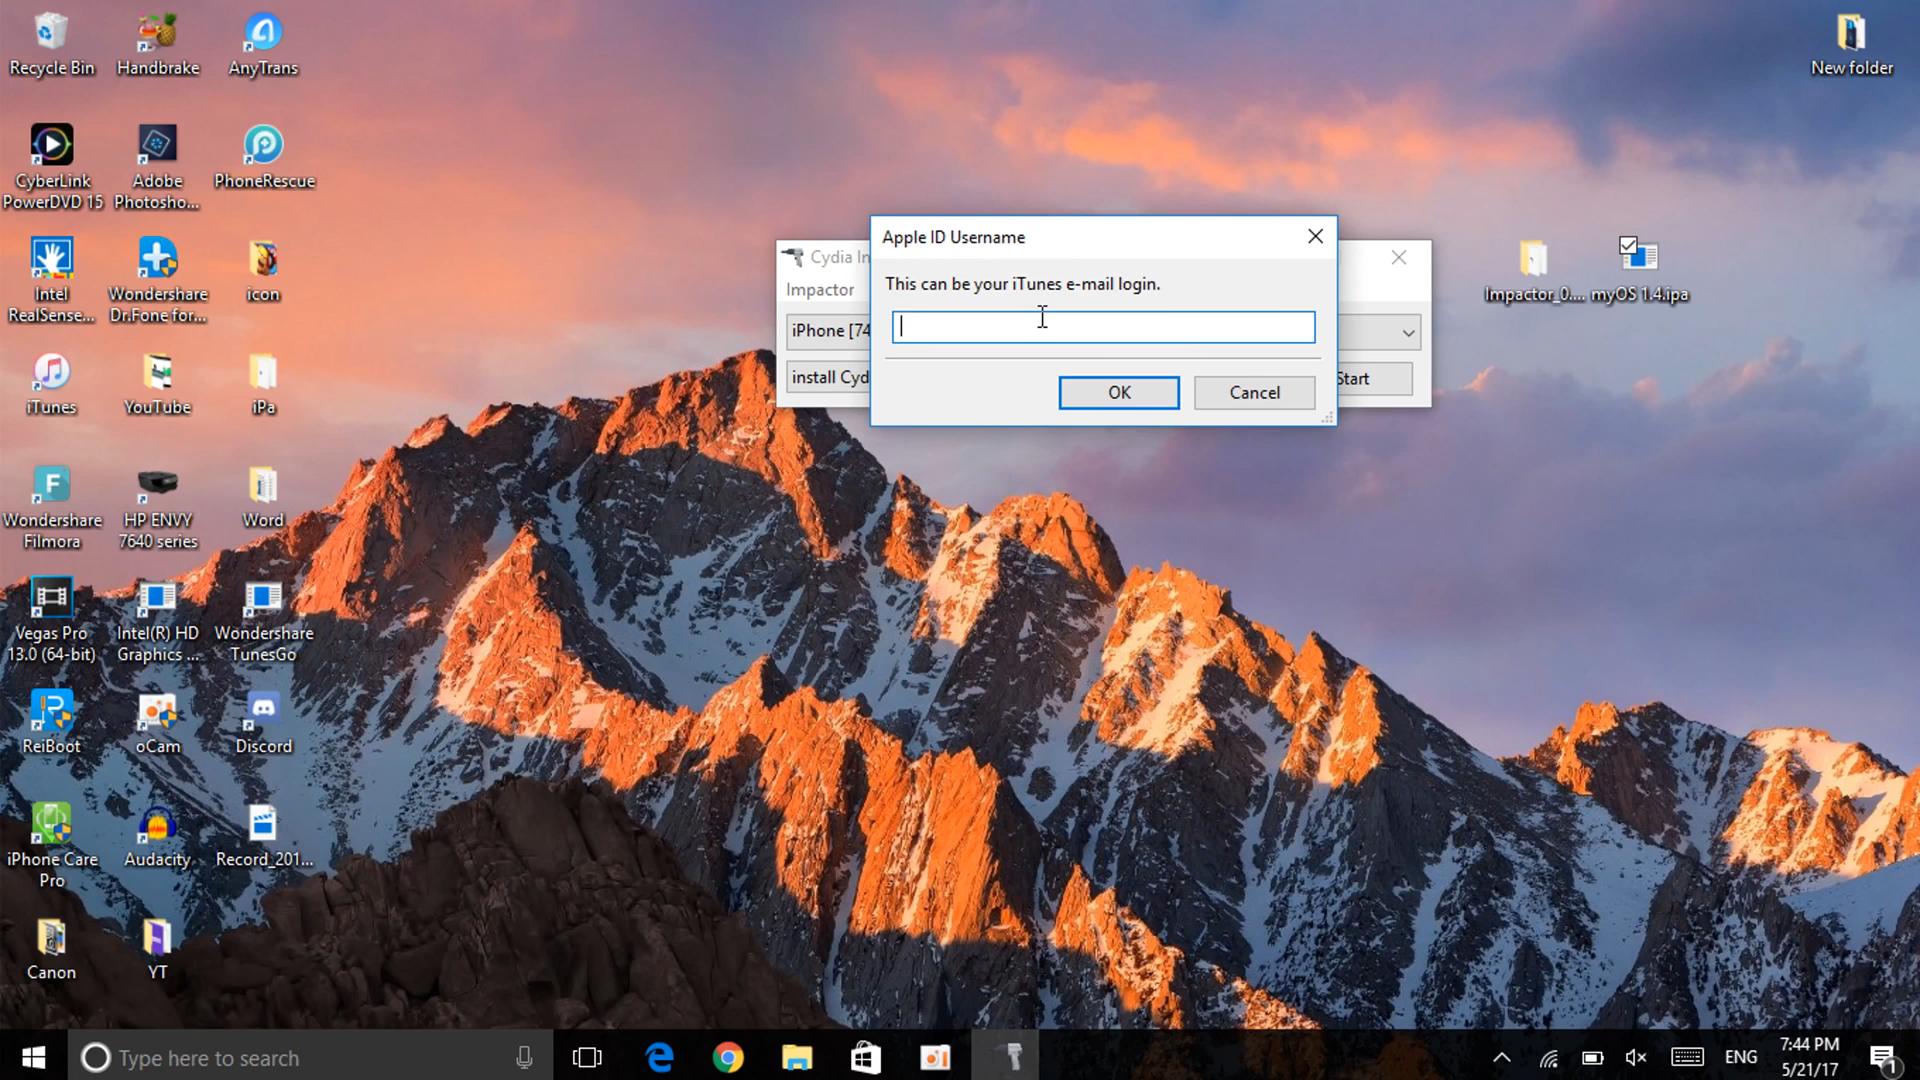 Recycle Bin
Handbrake
AnyTrans
New folder
CyberLink
PowerDVD 15
Adobe
Photosho...
PhoneRescue
Intel
RealSense...
Wondershare
Dr.Fone for...
icon
Apple ID Username
This can be your iTunes e-mail login.
OK
Cancel
Cydia In
Impactor
iPhone [74
install Cyd
Start
Impactor_0....
myOS 1.4.ipa
iTunes
YouTube
iPa
Wondershare
Filmora
HP ENVY
7640 series
Word
Vegas Pro
13.0 (64-bit)
Intel(R) HD
Graphics ...
Wondershare
TunesGo
ReiBoot
oCam
Discord
iPhone Care
Pro
Audacity
Record_201...
Canon
YT
Type here to search
ENG
7:44 PM
5/21/17
1